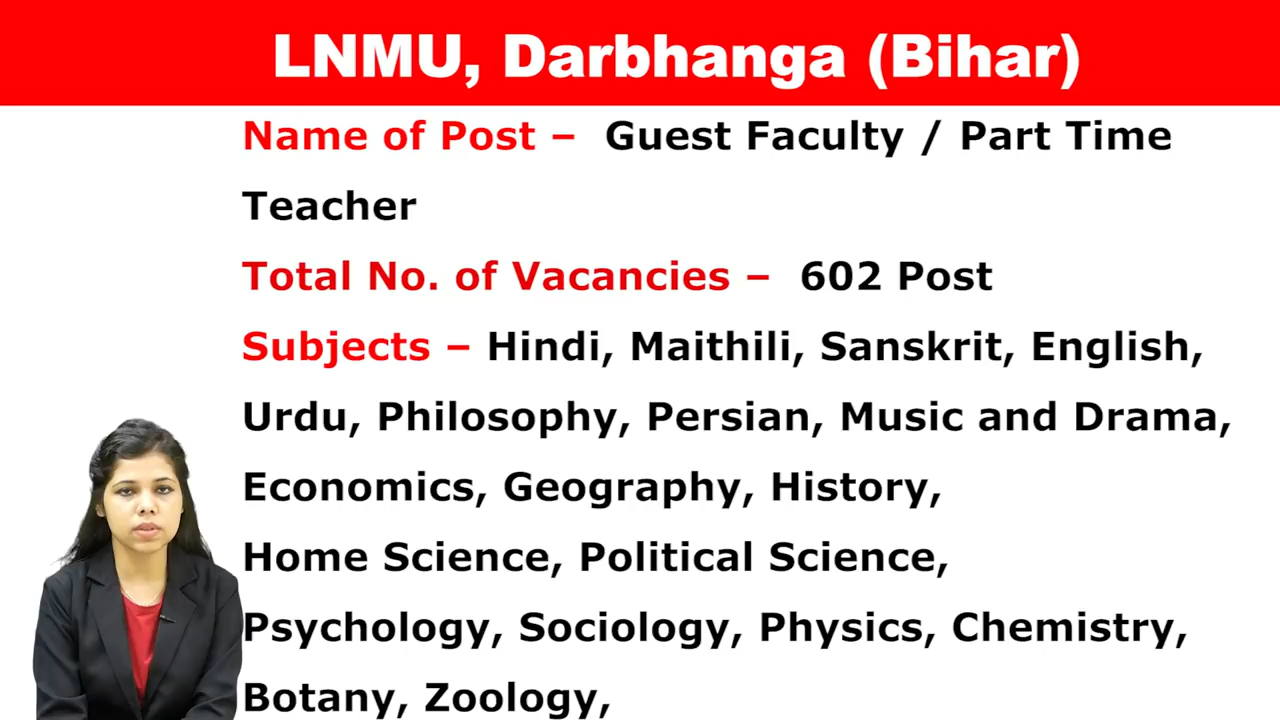 LNMU, Darbhanga (Bihar)
Name of Post – Guest Faculty / Part Time
Teacher
Total No. of Vacancies – 602 Post
Subjects – Hindi, Maithili, Sanskrit, English,
Urdu, Philosophy, Persian, Music and Drama,
Economics, Geography, History,
Home Science, Political Science,
Psychology, Sociology, Physics, Chemistry,
Botany, Zoology,